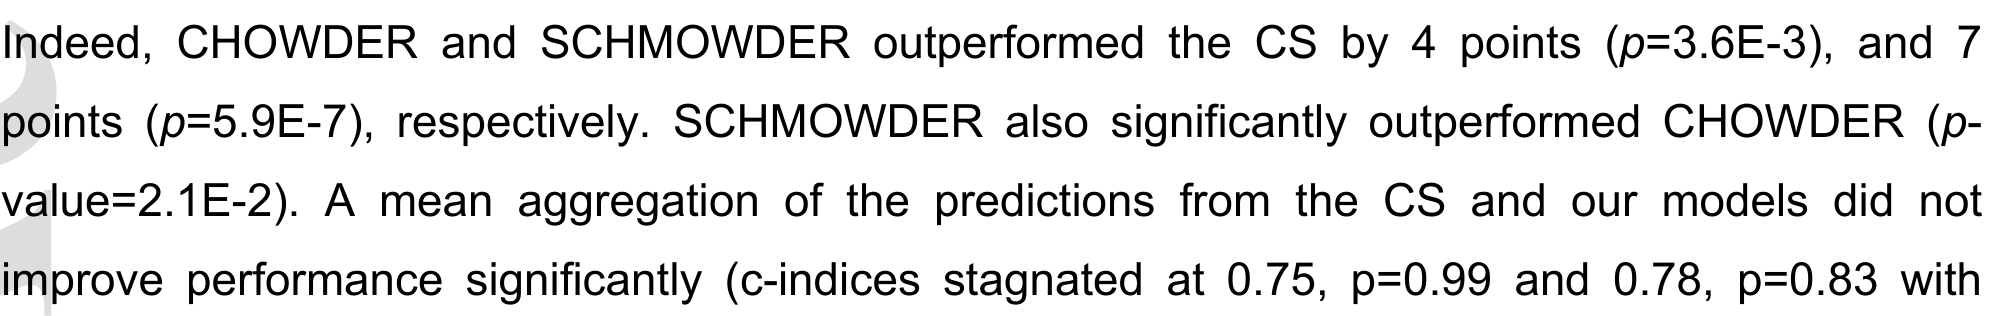 Indeed, CHOWDER and SCHMOWDER outperformed the CS by 4 points (p=3.6E-3), and 7
points (p=5.9E-7), respectively. SCHMOWDER also significantly outperformed CHOWDER (p-
value=2.1E-2). A mean aggregation of the predictions from the CS and our models did not
improve performance significantly (c-indices stagnated at 0.75, p=0.99 and 0.78, p=0.83 with